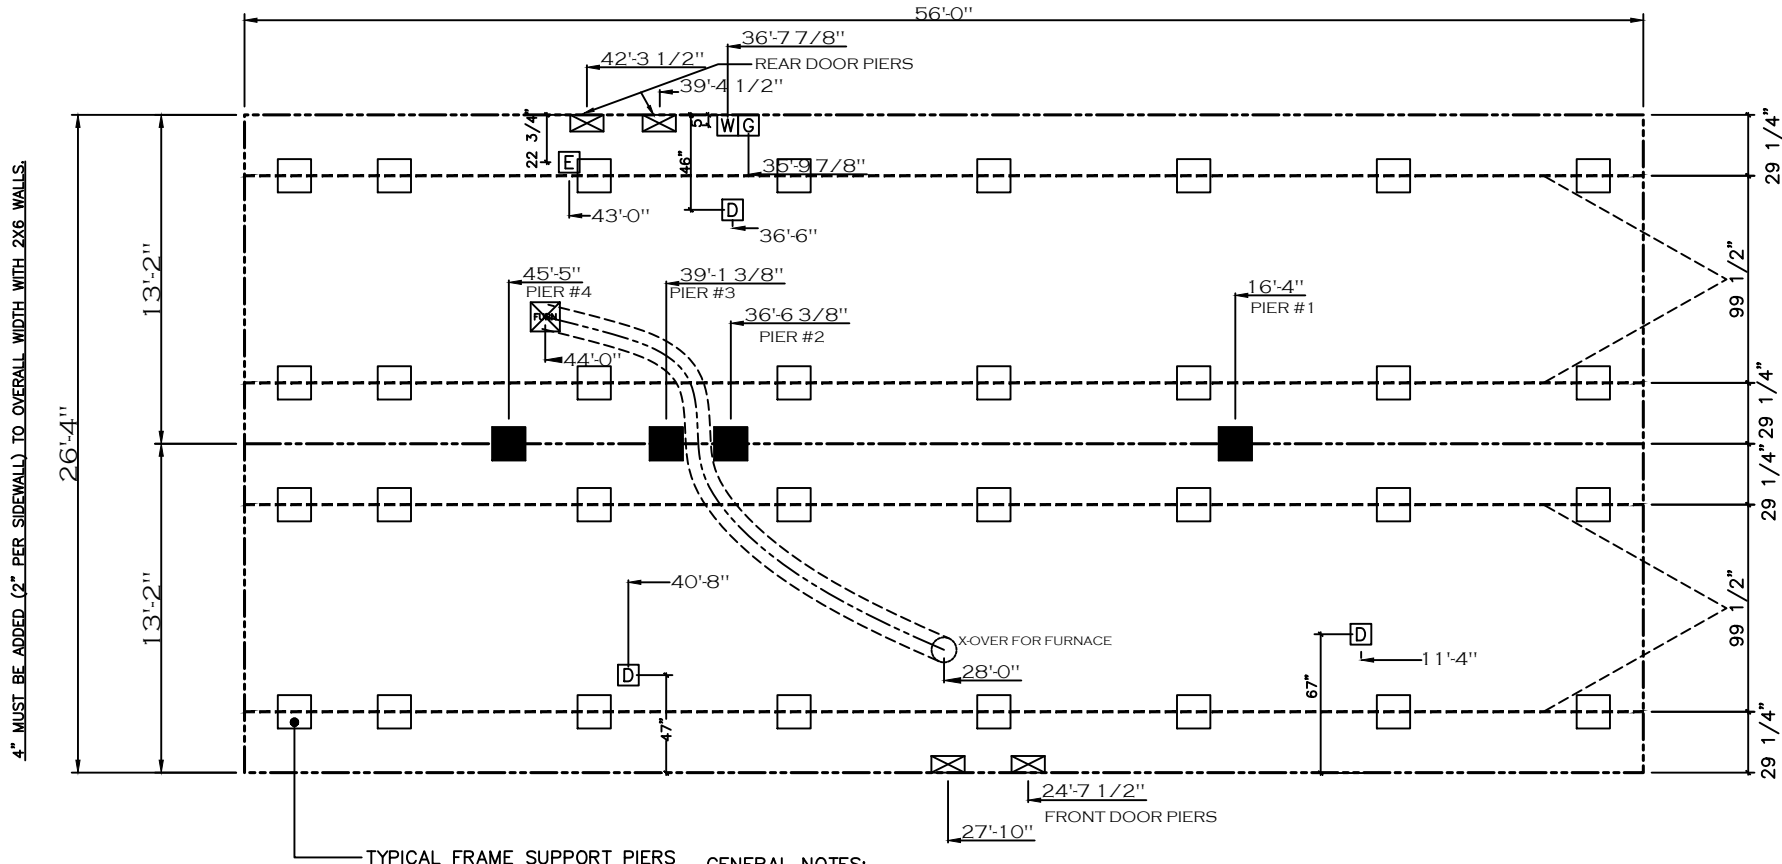 56'-0"
36'-7 7/8"
42'-3 1/2"
REAR DOOR PIERS
39'-4 1/2"
22 3/4"
5"
W G
29 1/4"
E
46"
35'-9 7/8"
43'-0"
D
36'-6"
4" MUST BE ADDED (2" PER SIDEWALL) TO OVERALL WIDTH WITH 2X6 WALLS.
13'-2"
45'-5"
PIER #4
39'-1 3/8"
PIER #3
16'-4"
PIER #1
99 1/2"
FURN
36'-6 3/8"
PIER #2
44'-0"
29 1/4"
26'-4"
29 1/4"
13'-2"
40'-8"
99 1/2"
X-OVER FOR FURNACE
D
11'-4"
28'-0"
D
67"
47"
29 1/4"
24'-7 1/2"
FRONT DOOR PIERS
27'-10"
TYPICAL FRAME SUPPORT PIERS
GENERAL NOTES: